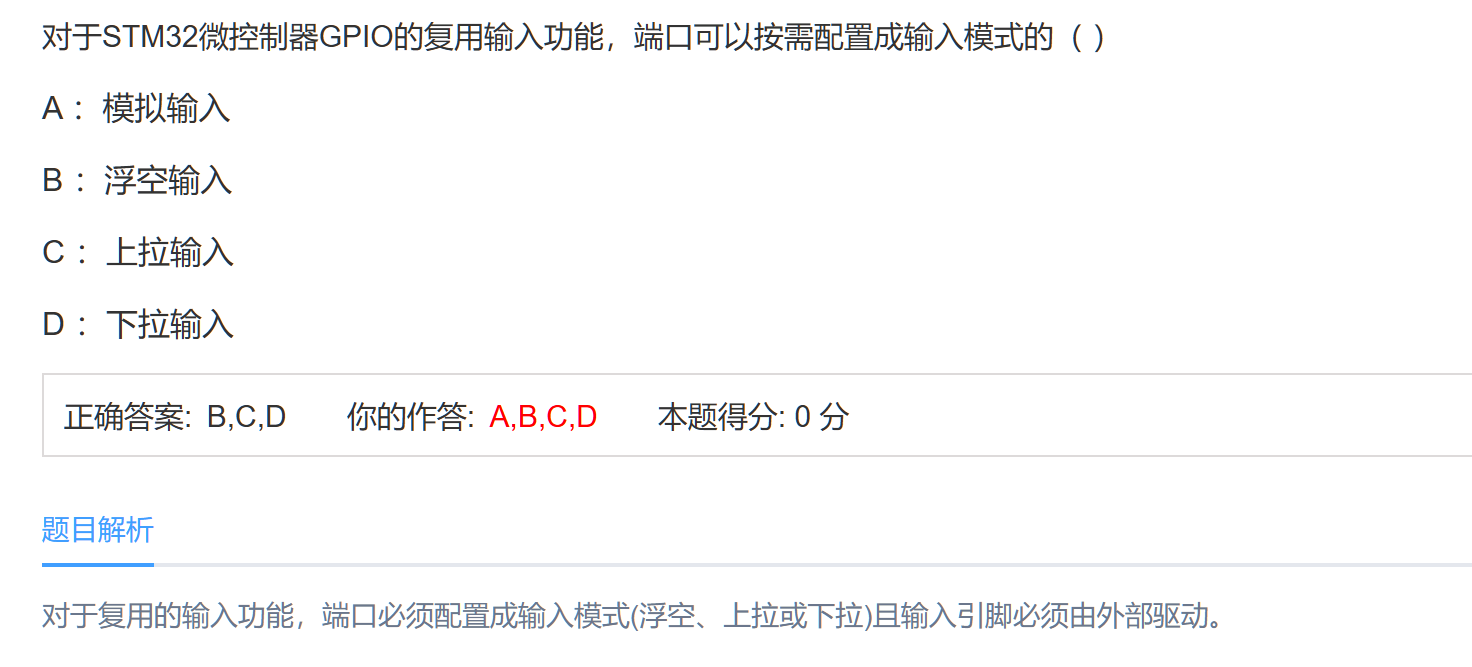 对于STM32微控制器GPIO的复用输入功能，端口可以按需配置成输入模式的（ ）
A： 模拟输入
B： 浮空输入
C： 上拉输入
D： 下拉输入
正确答案: B,C,D 你的作答: A,B,C,D 本题得分: 0 分
题目解析
对于复用的输入功能，端口必须配置成输入模式(浮空、上拉或下拉)且输入引脚必须由外部驱动。